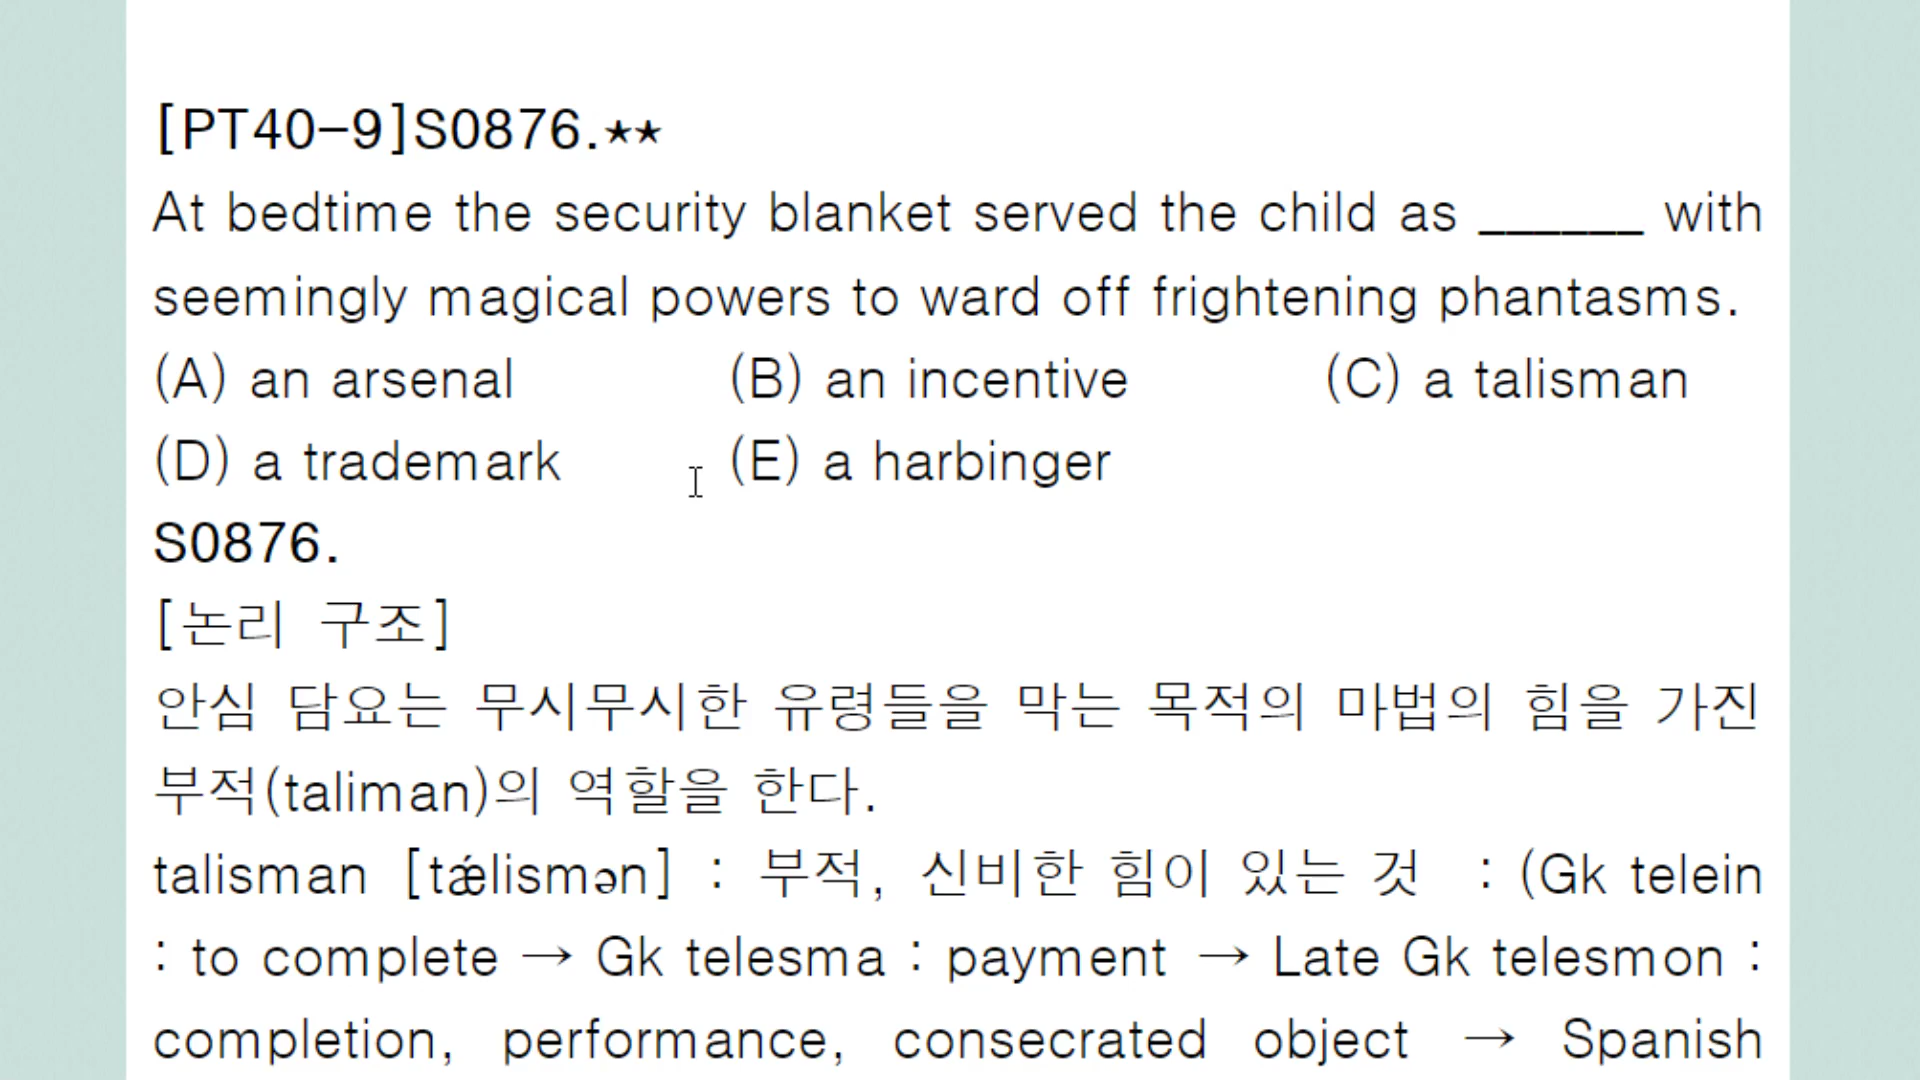 [PT40-9]S0876.★★
At bedtime the security blanket served the child as ______ with
seemingly magical powers to ward off frightening phantasms.
(A) an arsenal (B) an incentive (C) a talisman
(D) a trademark (E) a harbinger
S0876.
[논리 구조]
안심 담요는 무시무시한 유령들을 막는 목적의 마법의 힘을 가진
부적(taliman)의 역할을 한다.
talisman [tǽlismən] : 부적, 신비한 힘이 있는 것 : (Gk telein
: to complete → Gk telesma : payment → Late Gk telesmon :
completion, performance, consecrated object → Spanish